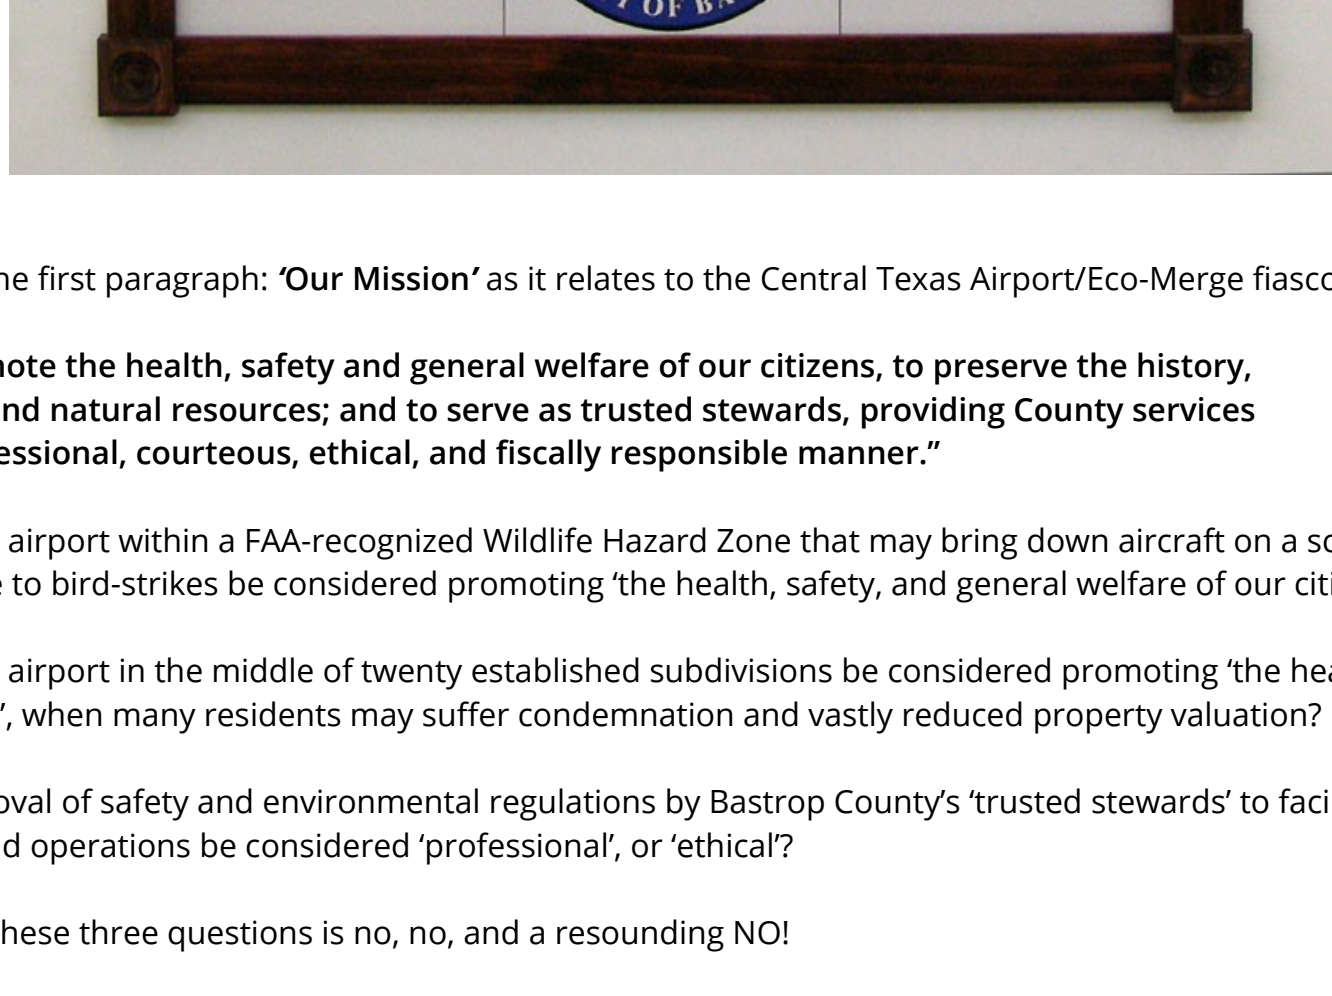 Y OF BA
ne first paragraph: ‘Our Mission’ as it relates to the Central Texas Airport/Eco-Merge fiasco
note the health, safety and general welfare of our citizens, to preserve the history,
nd natural resources; and to serve as trusted stewards, providing County services
essional, courteous, ethical, and fiscally responsible manner.”
airport within a FAA-recognized Wildlife Hazard Zone that may bring down aircraft on a sc
e to bird-strikes be considered promoting ‘the health, safety, and general welfare of our citi
airport in the middle of twenty established subdivisions be considered promoting ‘the hea
’, when many residents may suffer condemnation and vastly reduced property valuation?
oval of safety and environmental regulations by Bastrop County’s ‘trusted stewards’ to faci
d operations be considered ‘professional’, or ‘ethical’?
hese three questions is no, no, and a resounding NO!